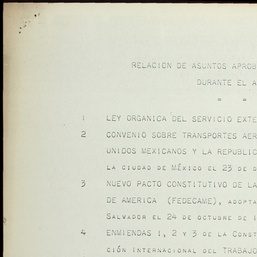 RELACION DE ASUNTOS APROB
DURANTE EL A
= =
1 LEY ORGANICA DEL SERVICIO EXTE
2 CONVENIO SOBRE TRANSPORTES AER
UNIDOS MEXICANOS Y LA REPUBLIC
LA CIUDAD DE MÉXICO EL 23 DE
3 NUEVO PACTO CONSTITUTIVO DE LA
DE AMERICA (FEDECAME), ADOPTA
SALVADOR EL 24 DE OCTUBRE DE 1
4 ENMIENDAS 1, 2 Y 3 DE LA CONST
CIÓN INTERNACIONAL DEL TRABAJO